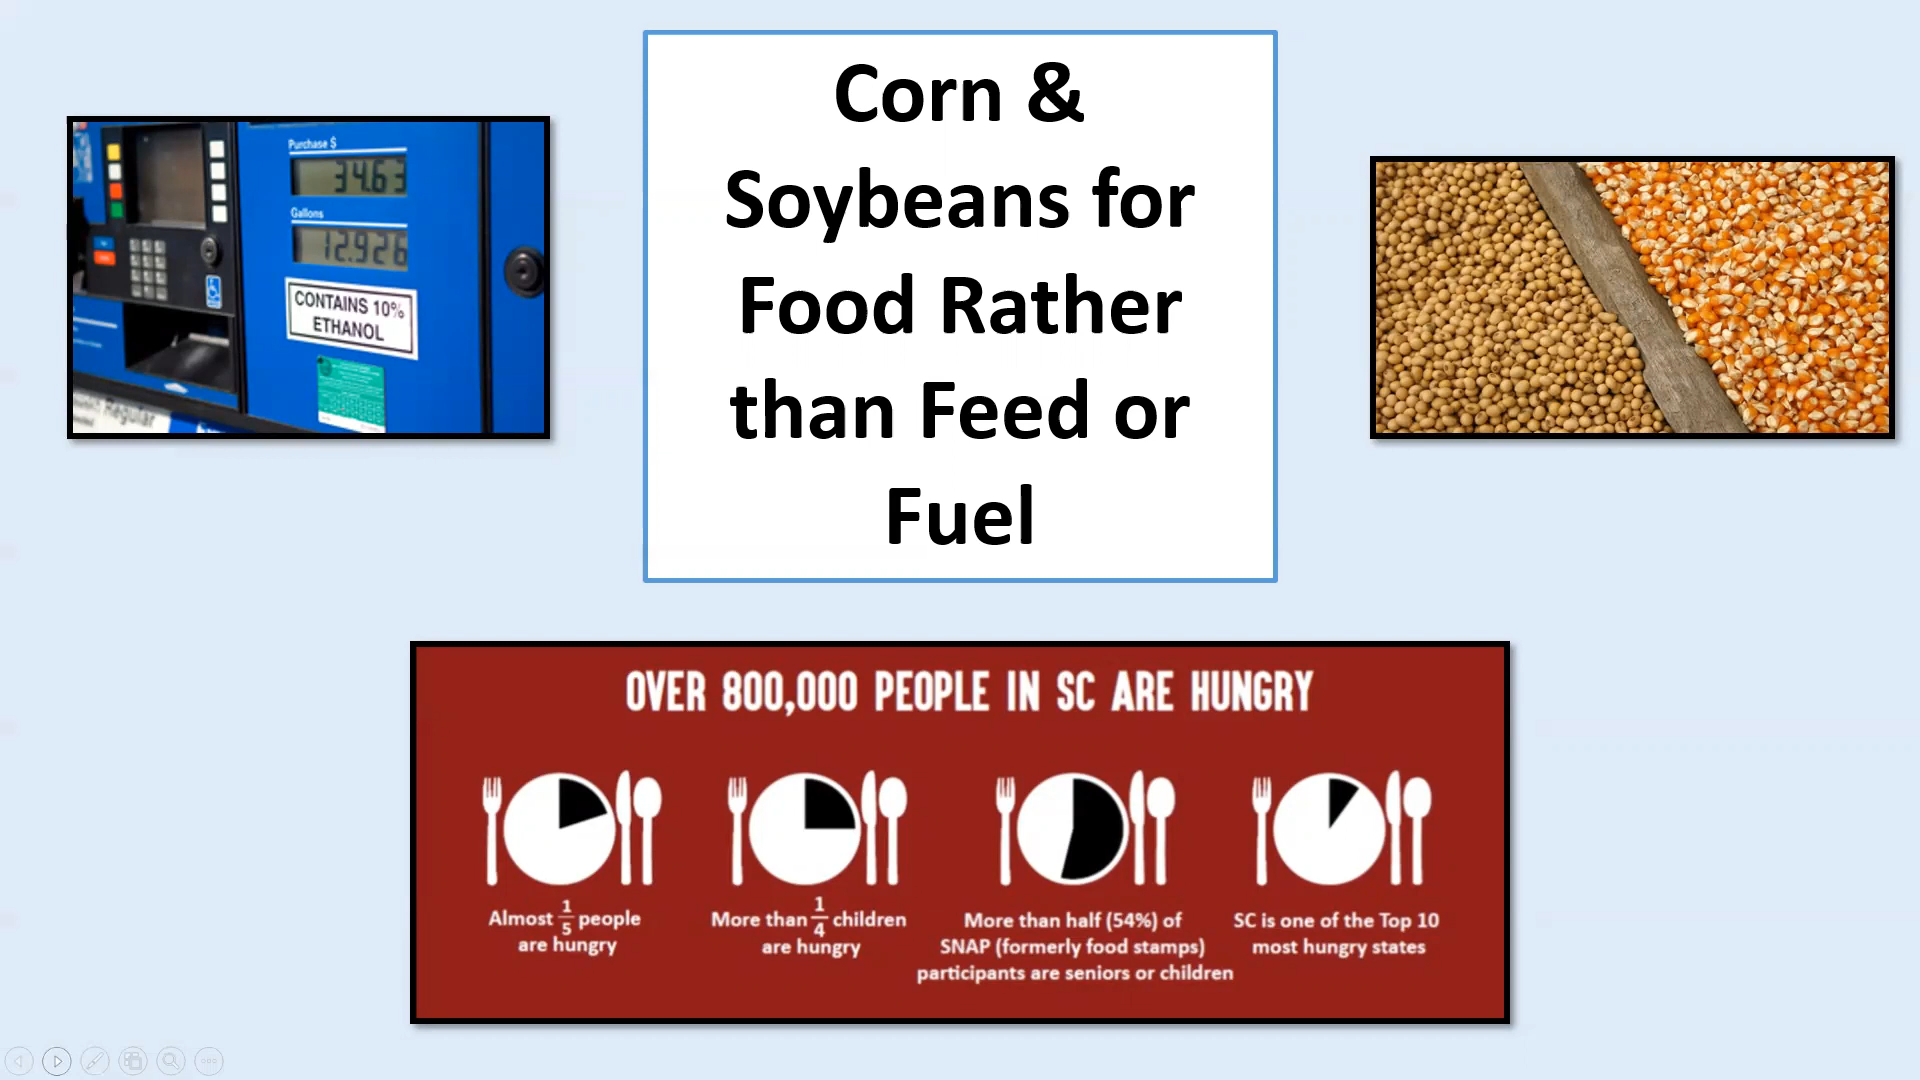 Corn &
Soybeans for
Food Rather
than Feed or
Fuel
Purchase $
34.63
Gallons
12.926
CONTAINS 10%
ETHANOL
Regular
OVER 800,000 PEOPLE IN SC ARE HUNGRY
Almost 1/5 people
are hungry
More than 1/4 children
are hungry
More than half (54%) of
SNAP (formerly food stamps)
participants are seniors or children
SC is one of the Top 10
most hungry states